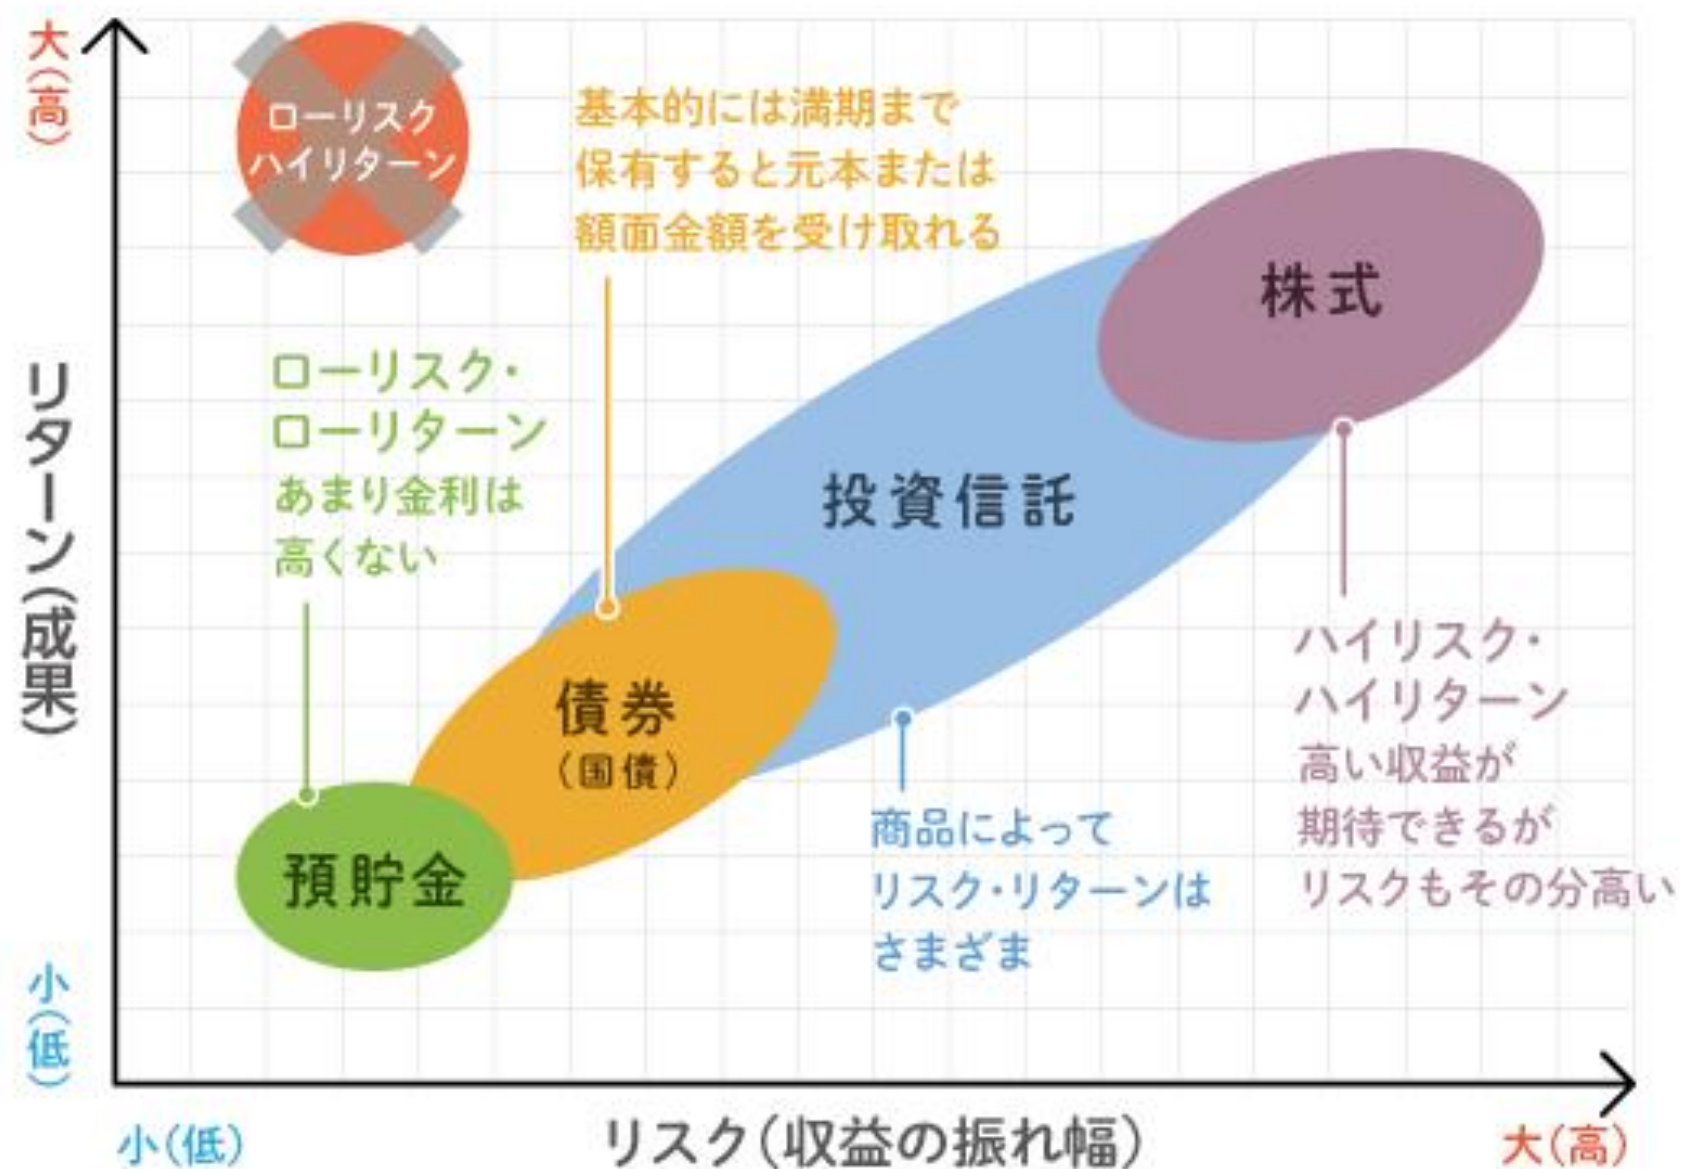 大(高)
ローリスク
ハイリターン
基本的には満期まで
保有すると元本または
額面金額を受け取れる
株式
ローリスク・
ローリターン
あまり金利は
高くない
リターン(成果)
投資信託
債券
(国債)
ハイリスク・
ハイリターン
高い収益が
期待できるが
リスクもその分高い
商品によって
リスク・リターンは
さまざま
預貯金
小(低)
小(低)
リスク(収益の振れ幅)
大(高)